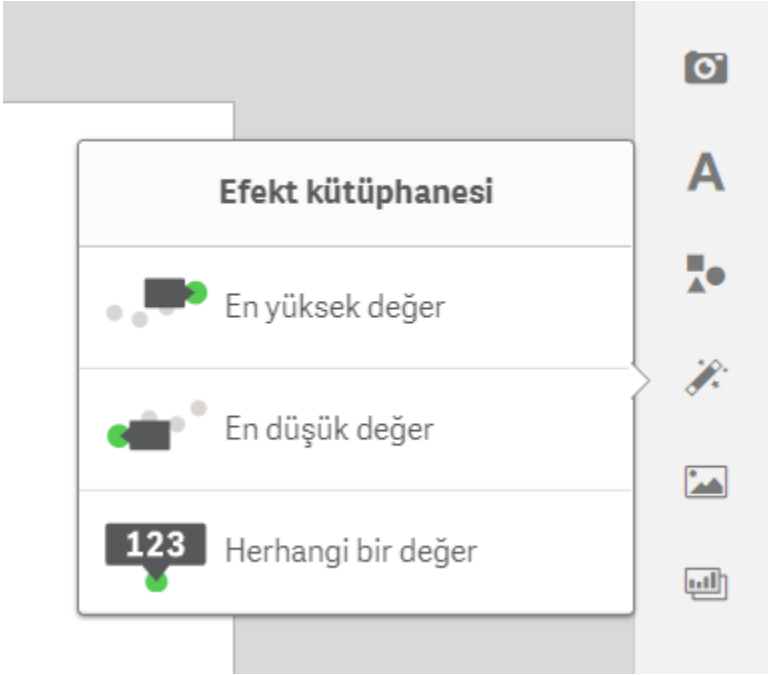 Efekt kütüphanesi
A
En yüksek değer
En düşük değer
123
Herhangi bir değer